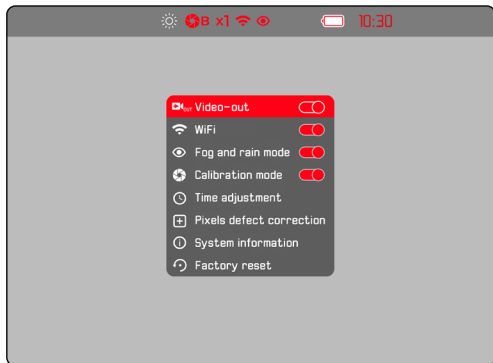 B x1 10:30
OUT Video-out
WiFi
Fog and rain mode
Calibration mode
Time adjustment
Pixels defect correction
System information
Factory reset